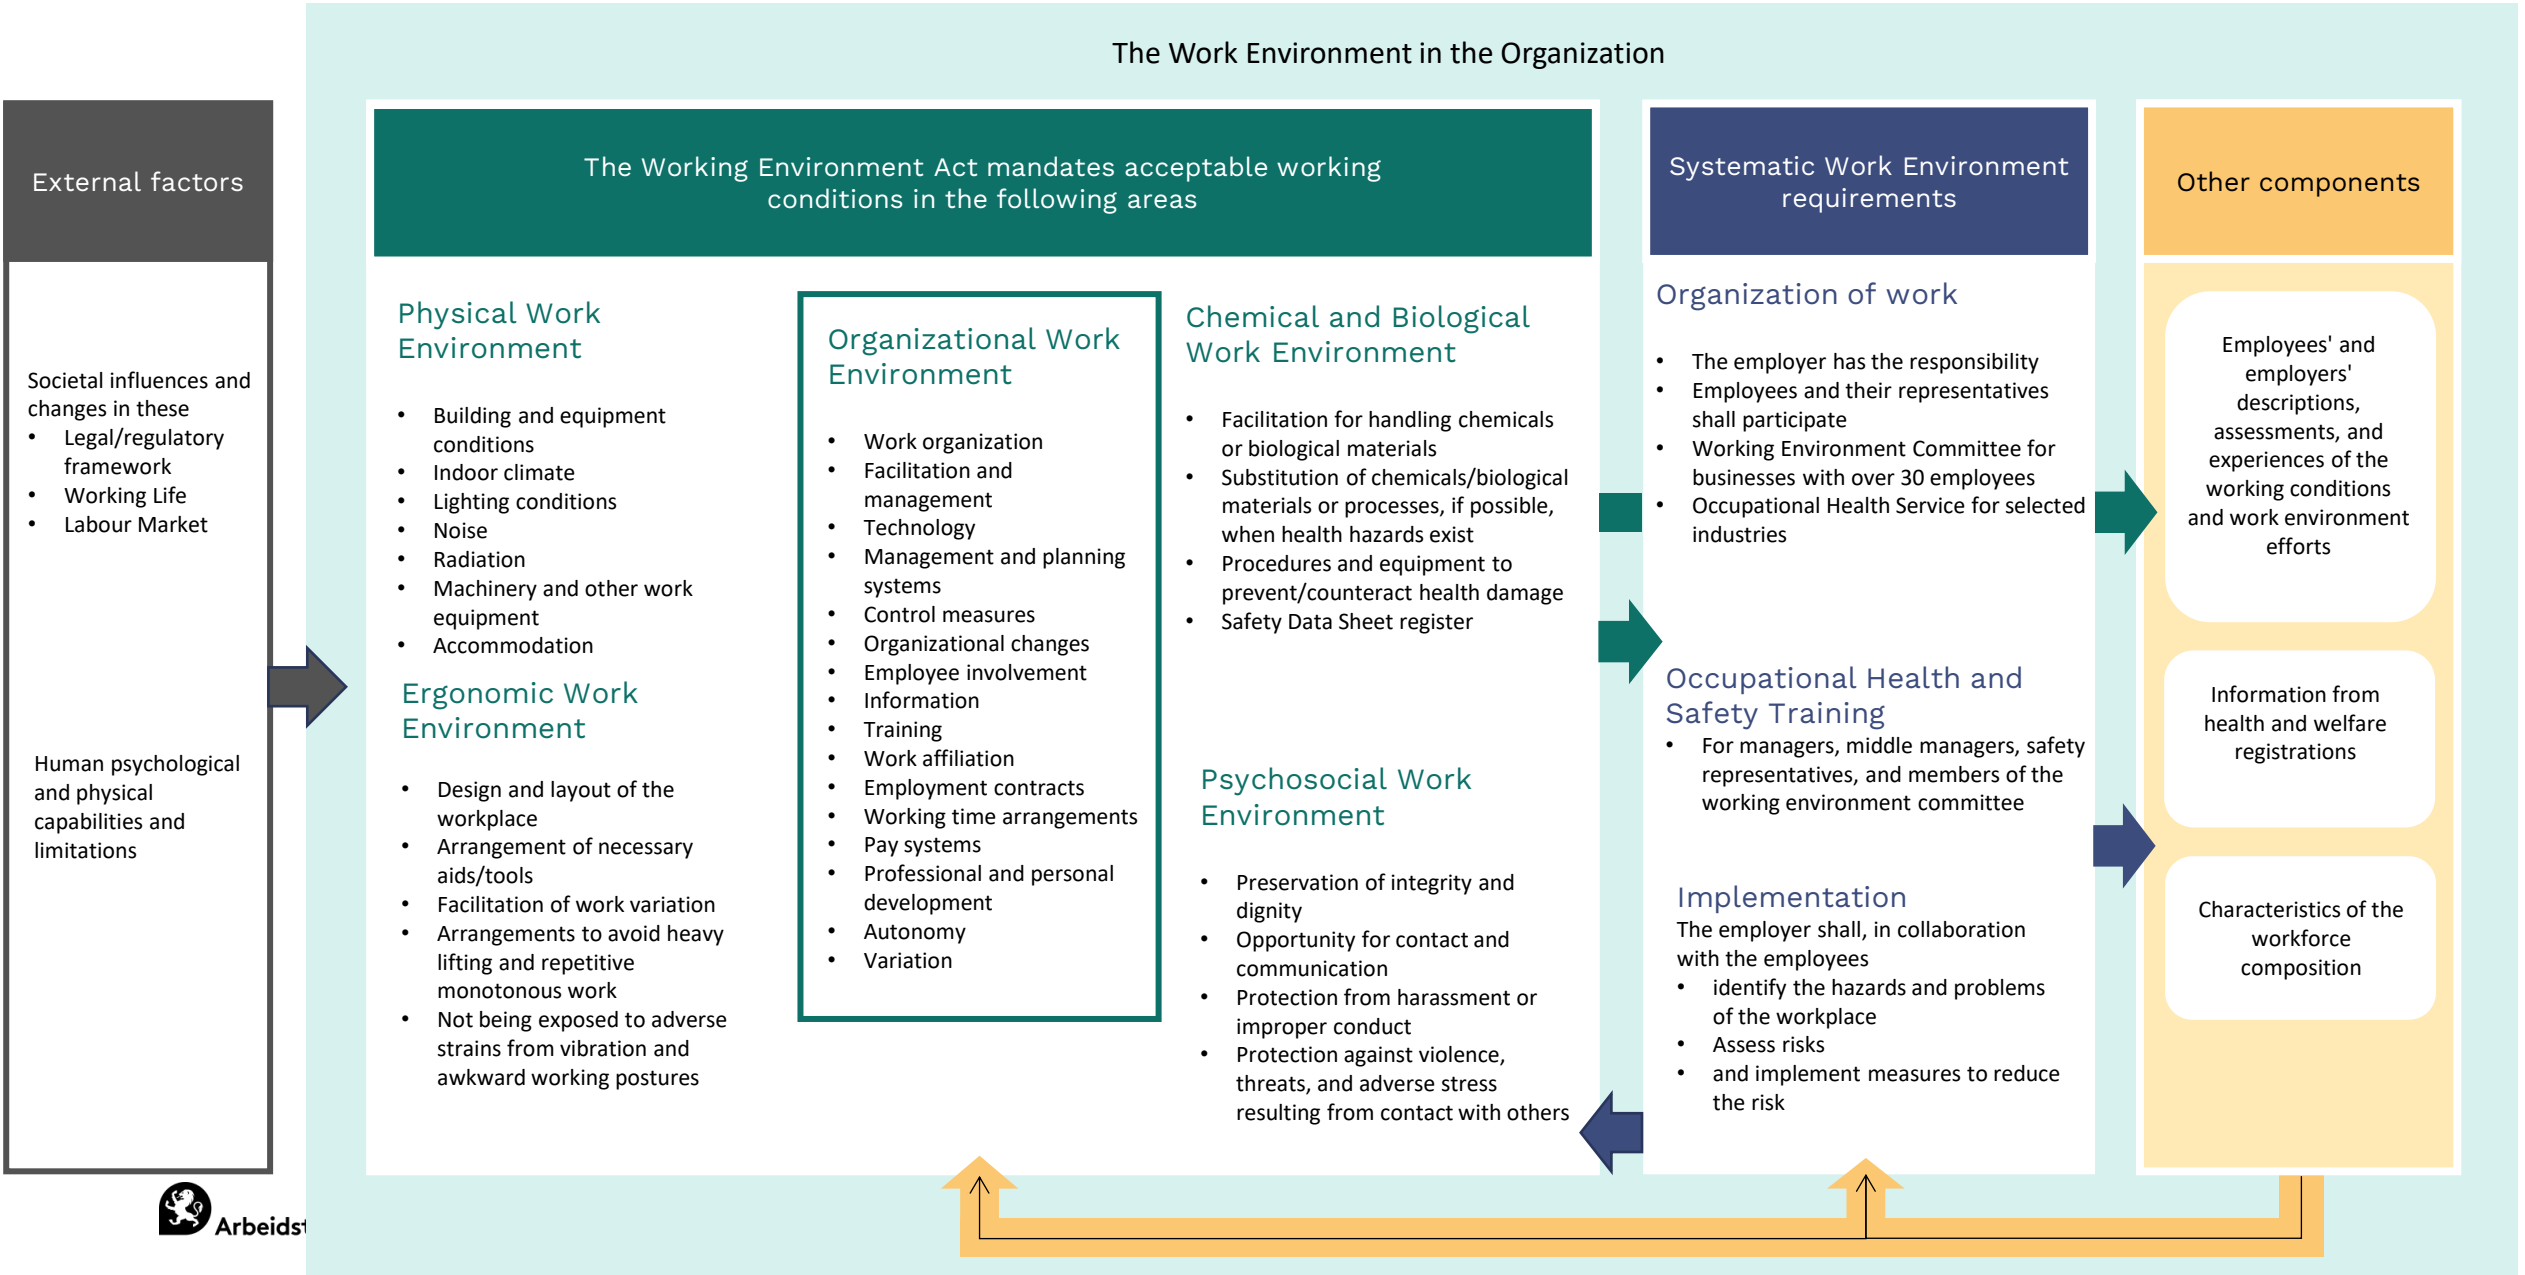 The Work Environment in the Organization
External factors
Societal influences and
changes in these
• Legal/regulatory
framework
• Working Life
• Labour Market
Human psychological
and physical
capabilities and
limitations
The Working Environment Act mandates acceptable working
conditions in the following areas
Physical Work
Environment
• Building and equipment
conditions
• Indoor climate
• Lighting conditions
• Noise
• Radiation
• Machinery and other work
equipment
• Accommodation
Ergonomic Work
Environment
• Design and layout of the
workplace
• Arrangement of necessary
aids/tools
• Facilitation of work variation
• Arrangements to avoid heavy
lifting and repetitive
monotonous work
• Not being exposed to adverse
strains from vibration and
awkward working postures
Organizational Work
Environment
• Work organization
• Facilitation and
management
• Technology
• Management and planning
systems
• Control measures
• Organizational changes
• Employee involvement
• Information
• Training
• Work affiliation
• Employment contracts
• Working time arrangements
• Pay systems
• Professional and personal
development
• Autonomy
• Variation
Chemical and Biological
Work Environment
• Facilitation for handling chemicals
or biological materials
• Substitution of chemicals/biological
materials or processes, if possible,
when health hazards exist
• Procedures and equipment to
prevent/counteract health damage
• Safety Data Sheet register
Psychosocial Work
Environment
• Preservation of integrity and
dignity
• Opportunity for contact and
communication
• Protection from harassment or
improper conduct
• Protection against violence,
threats, and adverse stress
resulting from contact with others
Systematic Work Environment
requirements
Organization of work
• The employer has the responsibility
• Employees and their representatives
shall participate
• Working Environment Committee for
businesses with over 30 employees
• Occupational Health Service for selected
industries
Occupational Health and
Safety Training
• For managers, middle managers, safety
representatives, and members of the
working environment committee
Implementation
The employer shall, in collaboration
with the employees
• identify the hazards and problems
of the workplace
• Assess risks
• and implement measures to reduce
the risk
Other components
Employees' and
employers'
descriptions,
assessments, and
experiences of the
working conditions
and work environment
efforts
Information from
health and welfare
registrations
Characteristics of the
workforce
composition